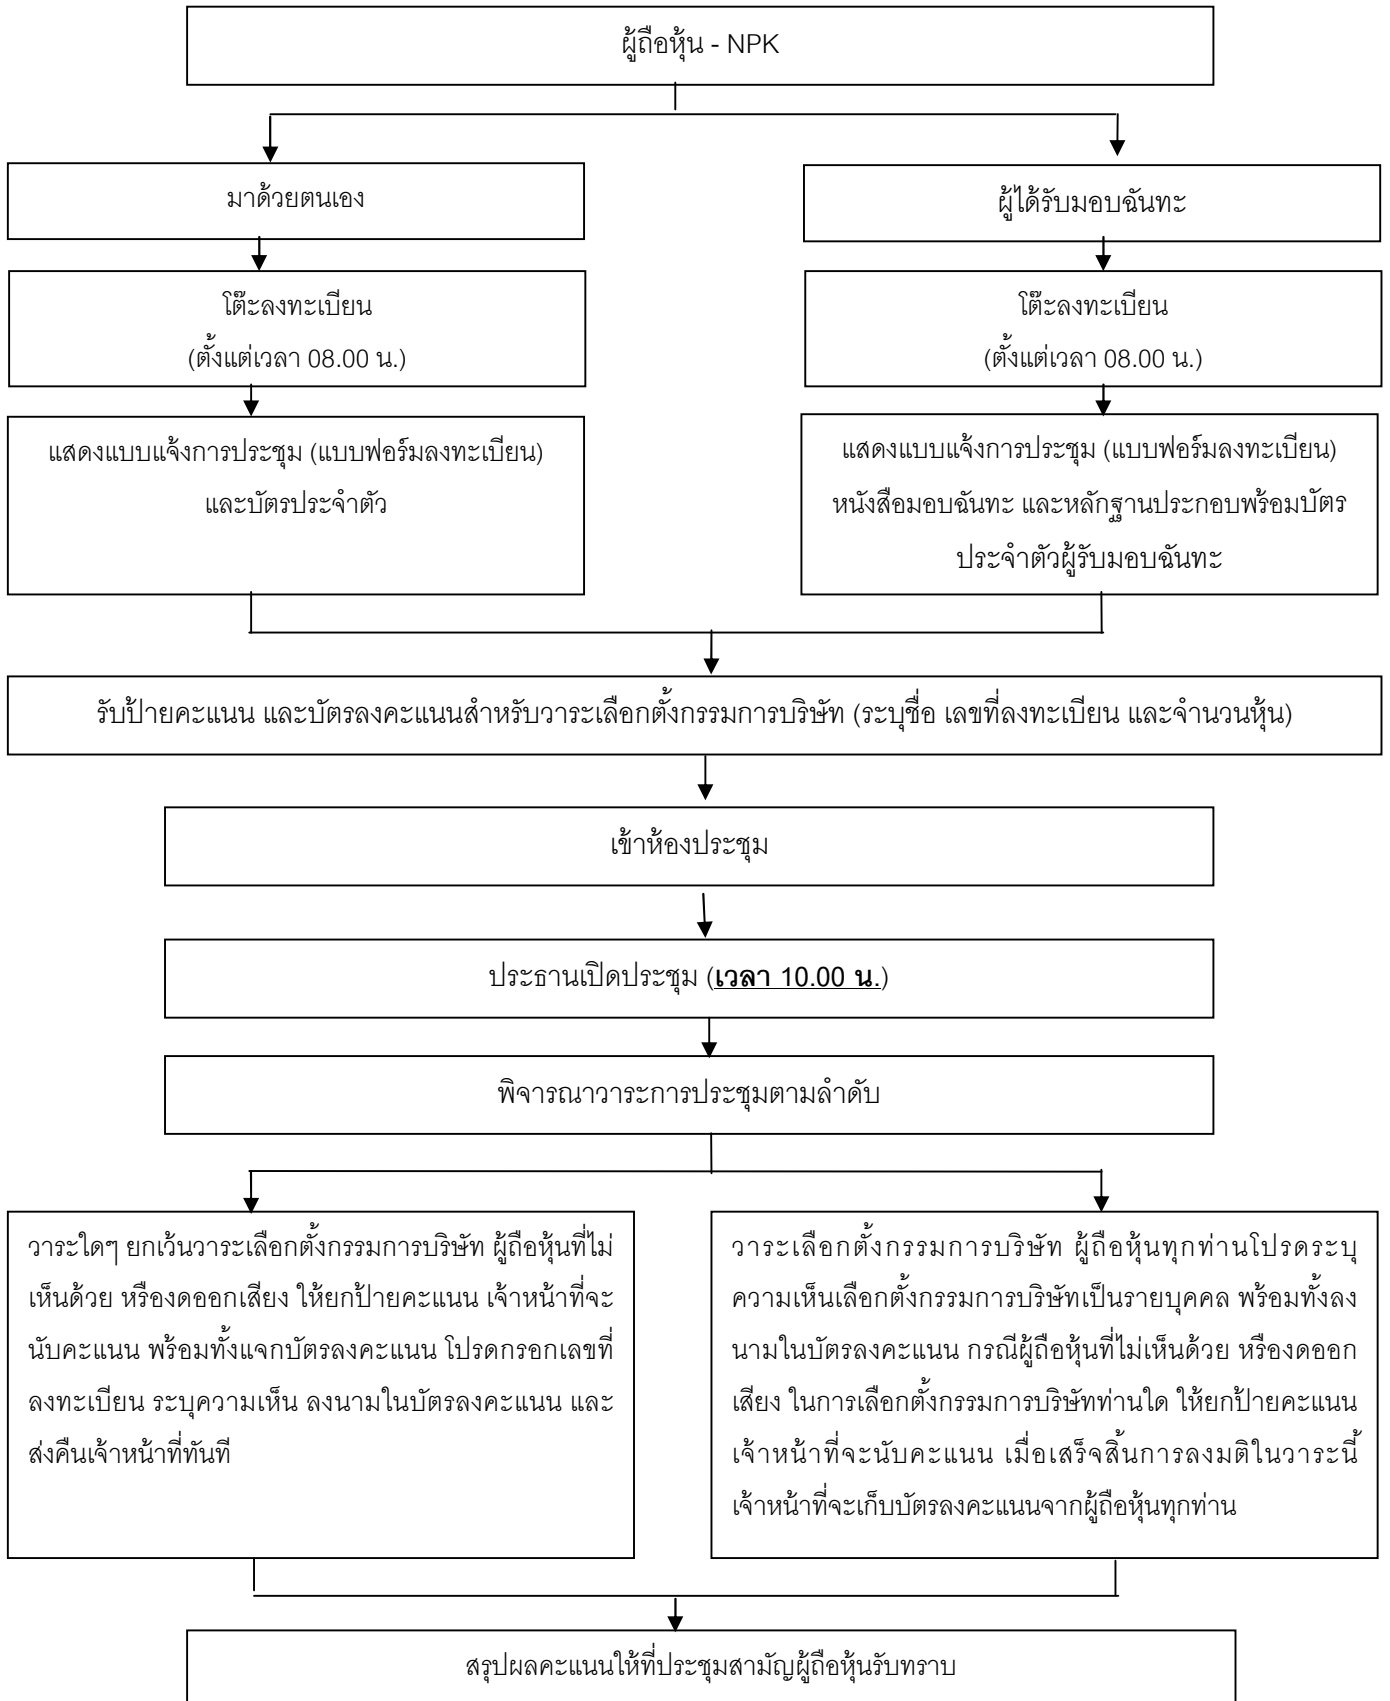 ผู้ถือหุ้น - NPK
มาด้วยตนเอง
ผู้ได้รับมอบฉันทะ
โต๊ะลงทะเบียน
(ตั้งแต่เวลา 08.00 น.)
โต๊ะลงทะเบียน
(ตั้งแต่เวลา 08.00 น.)
แสดงแบบแจ้งการประชุม (แบบฟอร์มลงทะเบียน)
และบัตรประจำตัว
แสดงแบบแจ้งการประชุม (แบบฟอร์มลงทะเบียน)
หนังสือมอบฉันทะ และหลักฐานประกอบพร้อมบัตร
ประจำตัวผู้รับมอบฉันทะ
รับป้ายคะแนน และบัตรลงคะแนนสำหรับวาระเลือกตั้งกรรมการบริษัท (ระบุชื่อ เลขที่ลงทะเบียน และจำนวนหุ้น)
เข้าห้องประชุม
ประธานเปิดประชุม (เวลา 10.00 น.)
พิจารณาวาระการประชุมตามลำดับ
วาระใดๆ ยกเว้นวาระเลือกตั้งกรรมการบริษัท ผู้ถือหุ้นที่ไม่
เห็นด้วย หรืองดออกเสียง ให้ยกป้ายคะแนน เจ้าหน้าที่จะ
นับคะแนน พร้อมทั้งแจกบัตรลงคะแนน โปรดกรอกเลขที่
ลงทะเบียน ระบุความเห็น ลงนามในบัตรลงคะแนน และ
ส่งคืนเจ้าหน้าที่ทันที
วาระเลือกตั้งกรรมการบริษัท ผู้ถือหุ้นทุกท่านโปรดระบุ
ความเห็นเลือกตั้งกรรมการบริษัทเป็นรายบุคคล พร้อมทั้งลง
นามในบัตรลงคะแนน กรณีผู้ถือหุ้นที่ไม่เห็นด้วย หรืองดออก
เสียง ในการเลือกตั้งกรรมการบริษัทท่านใด ให้ยกป้ายคะแนน
เจ้าหน้าที่จะนับคะแนน เมื่อเสร็จสิ้นการลงมติในวาระนี้
เจ้าหน้าที่จะเก็บบัตรลงคะแนนจากผู้ถือหุ้นทุกท่าน
สรุปผลคะแนนให้ที่ประชุมสามัญผู้ถือหุ้นรับทราบ